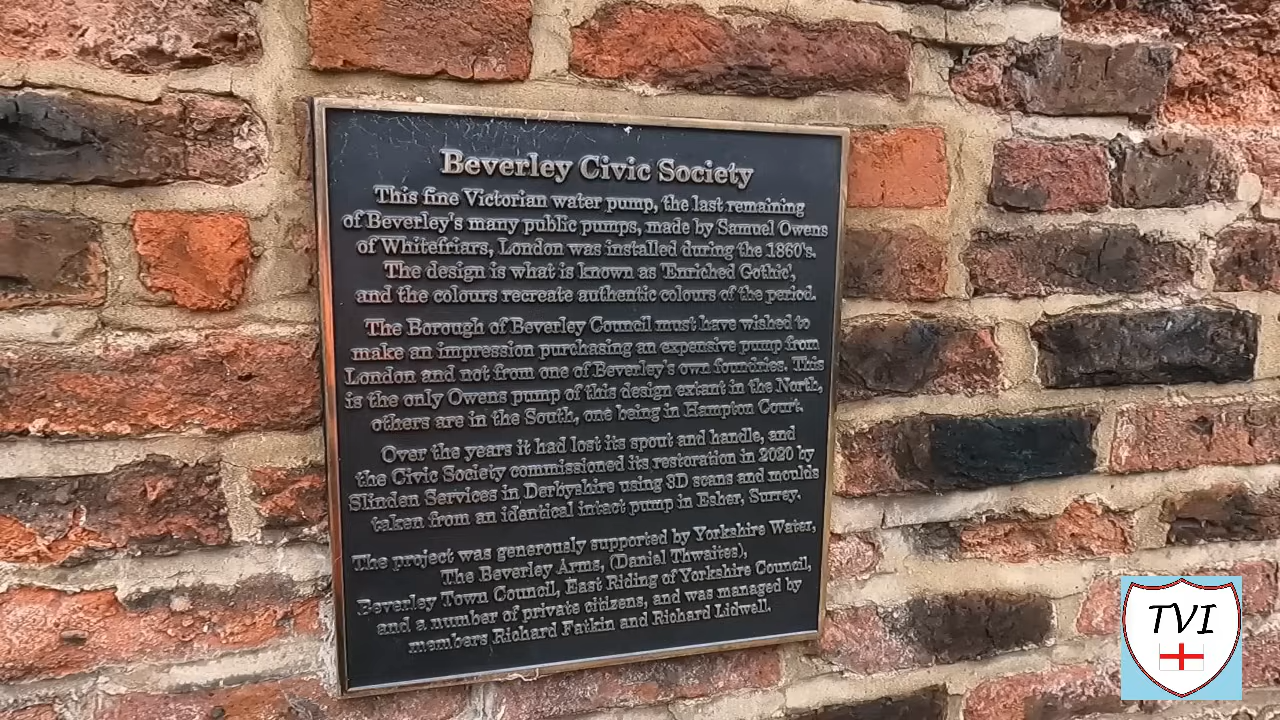 Beverley Civic Society
This fine Victorian water pump, the last remaining
of Beverley's many public pumps, made by Samuel Owens
of Whitefriars, London was installed during the 1860's.
The design is what is known as 'Enriched Gothic',
and the colours recreate authentic colours of the period.
The Borough of Beverley Council must have wished to
make an impression purchasing an expensive pump from
London and not from one of Beverley's own foundries. This
is the only Owens pump of this design extant in the North,
others are in the South, one being in Hampton Court.
Over the years it had lost its spout and handle, and
the Civic Society commissioned its restoration in 2020 by
Slinden Services in Derbyshire using 3D scans and moulds
taken from an identical intact pump in Esher, Surrey.
The project was generously supported by Yorkshire Water,
The Beverley Arms, (Daniel Thwaites),
Beverley Town Council, East Riding of Yorkshire Council,
and a number of private citizens, and was managed by
members Richard Fatkin and Richard Lidwell.
TVI